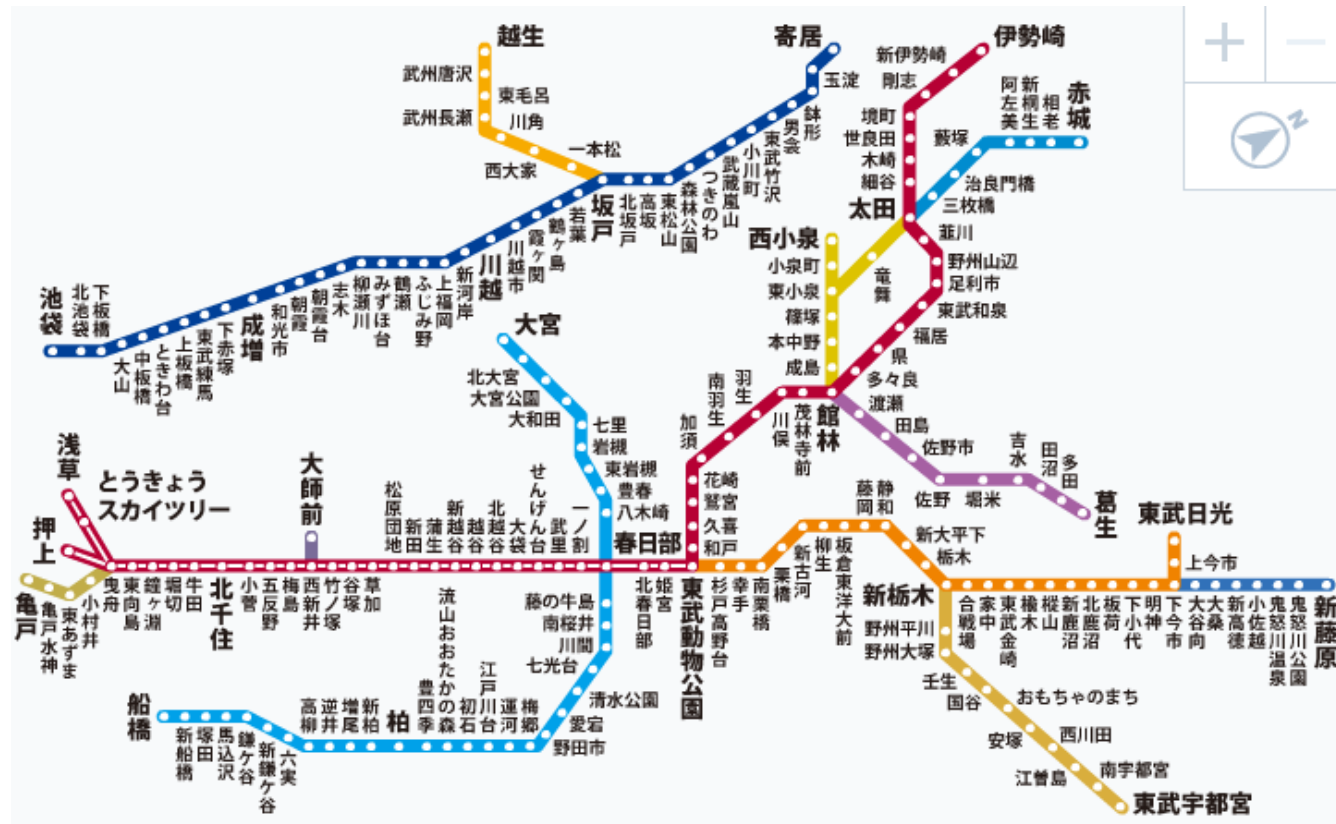 越生
武州唐沢
東毛呂
武州長瀬
川角
一本松
西大家
寄居
玉淀
鉢形
男衾
東武竹沢
小川町
武蔵嵐山
つきのわ
森林公園
東松山
高坂
北坂戸
坂戸
若葉
鶴ヶ島
霞ヶ関
川越市
川越
新河岸
上福岡
ふじみ野
鶴瀬
みずほ台
柳瀬川
志木
朝霞台
朝霞
和光市
成増
下赤塚
東武練馬
上板橋
ときわ台
中板橋
大山
下板橋
北池袋
池袋
伊勢崎
新伊勢崎
剛志
境町
世良田
木崎
細谷
太田
赤城
相老
新桐生
阿左美
藪塚
治良門橋
三枚橋
韮川
野州山辺
足利市
東武和泉
福居
県
多々良
西小泉
小泉町
東小泉
篠塚
本中野
成島
竜舞
館林
渡瀬
田島
佐野市
佐野
堀米
吉水
田沼
多田
葛生
茂林寺前
川俣
羽生
南羽生
加須
花崎
鷲宮
久喜
和戸
大宮
北大宮
大宮公園
大和田
七里
岩槻
東岩槻
豊春
八木崎
春日部
藤の牛島
南桜井
川間
七光台
清水公園
愛宕
野田市
梅郷
運河
江戸川台
初石
流山おおたかの森
豊四季
柏
新柏
増尾
逆井
高柳
六実
新鎌ケ谷
鎌ケ谷
馬込沢
塚田
新船橋
船橋
浅草
とうきょう
スカイツリー
押上
亀戸
亀戸水神
東あずま
小村井
曳舟
東向島
鐘ヶ淵
堀切
牛田
北千住
小菅
五反野
梅島
西新井
大師前
竹ノ塚
谷塚
草加
松原団地
新田
蒲生
新越谷
越谷
北越谷
大袋
せんげん台
武里
一ノ割
北春日部
姫宮
東武動物公園
杉戸高野台
幸手
南栗橋
栗橋
新古河
柳生
板倉東洋大前
藤岡
静和
新大平下
栃木
新栃木
合戦場
家中
東武金崎
楡木
樅山
新鹿沼
北鹿沼
板荷
下小代
明神
下今市
上今市
東武日光
大谷向
大桑
新高徳
小佐越
鬼怒川温泉
鬼怒川公園
新藤原
野州平川
野州大塚
壬生
国谷
おもちゃのまち
安塚
西川田
江曽島
南宇都宮
東武宇都宮
N